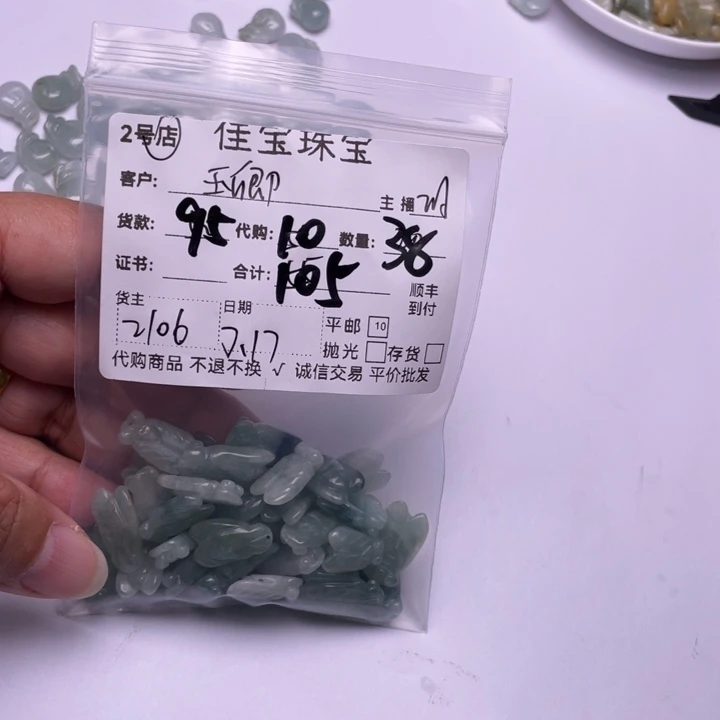 2号店 佳宝珠宝
客户: 主播
货款: 95 代购: 10 数量: 38
证书: 合计: 105 顺丰到付
货主 2106 日期 7.17 平邮 10
抛光 存货
代购商品 不退不换 √ 诚信交易 平价批发